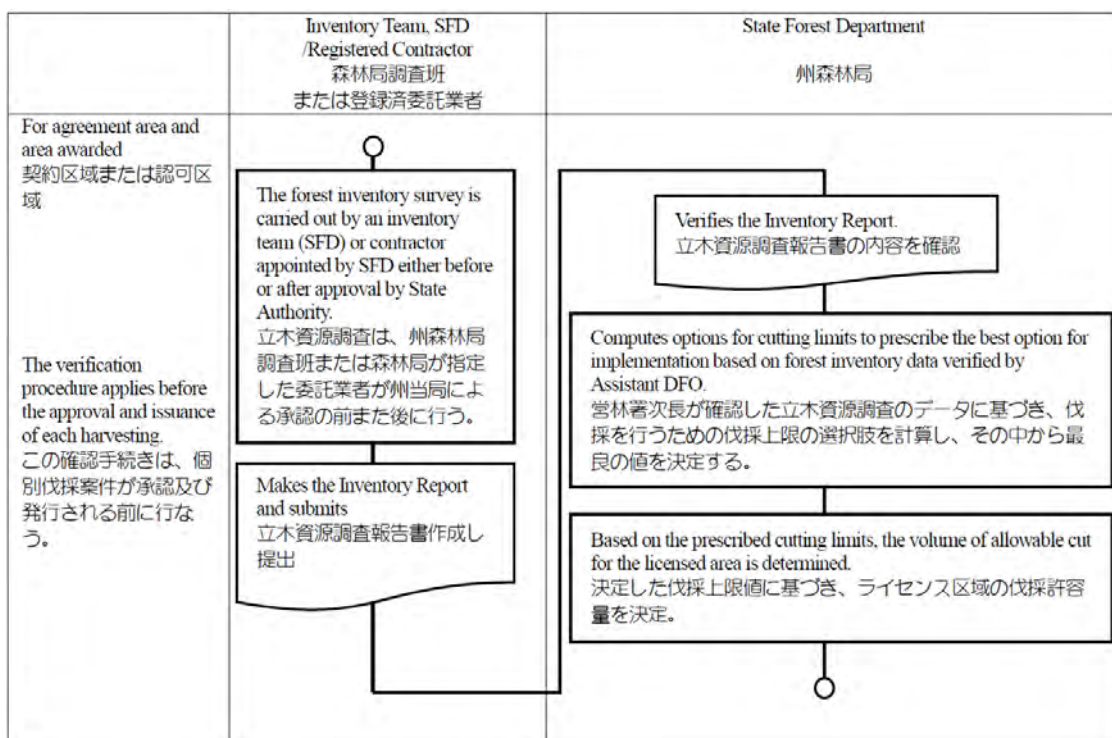 Inventory Team, SFD
/Registered Contractor
森林局調査班
または登録済委託業者
State Forest Department
州森林局
For agreement area and
area awarded
契約区域または認可区
域
The verification
procedure applies before
the approval and issuance
of each harvesting.
この確認手続きは、個
別伐採案件が承認及び
発行される前に行な
う。
The forest inventory survey is
carried out by an inventory
team (SFD) or contractor
appointed by SFD either before
or after approval by State
Authority.
立木資源調査は、州森林局
調査班または森林局が指定
した委託業者が州当局によ
る承認の前また後に行う。
Makes the Inventory Report
and submits
立木資源調査報告書作成し
提出
Verifies the Inventory Report.
立木資源調査報告書の内容を確認
Computes options for cutting limits to prescribe the best option for
implementation based on forest inventory data verified by
Assistant DFO.
営林署次長が確認した立木資源調査のデータに基づき、伐
採を行うための伐採上限の選択肢を計算し、その中から最
良の値を決定する。
Based on the prescribed cutting limits, the volume of allowable cut
for the licensed area is determined.
決定した伐採上限値に基づき、ライセンス区域の伐採許容
量を決定。